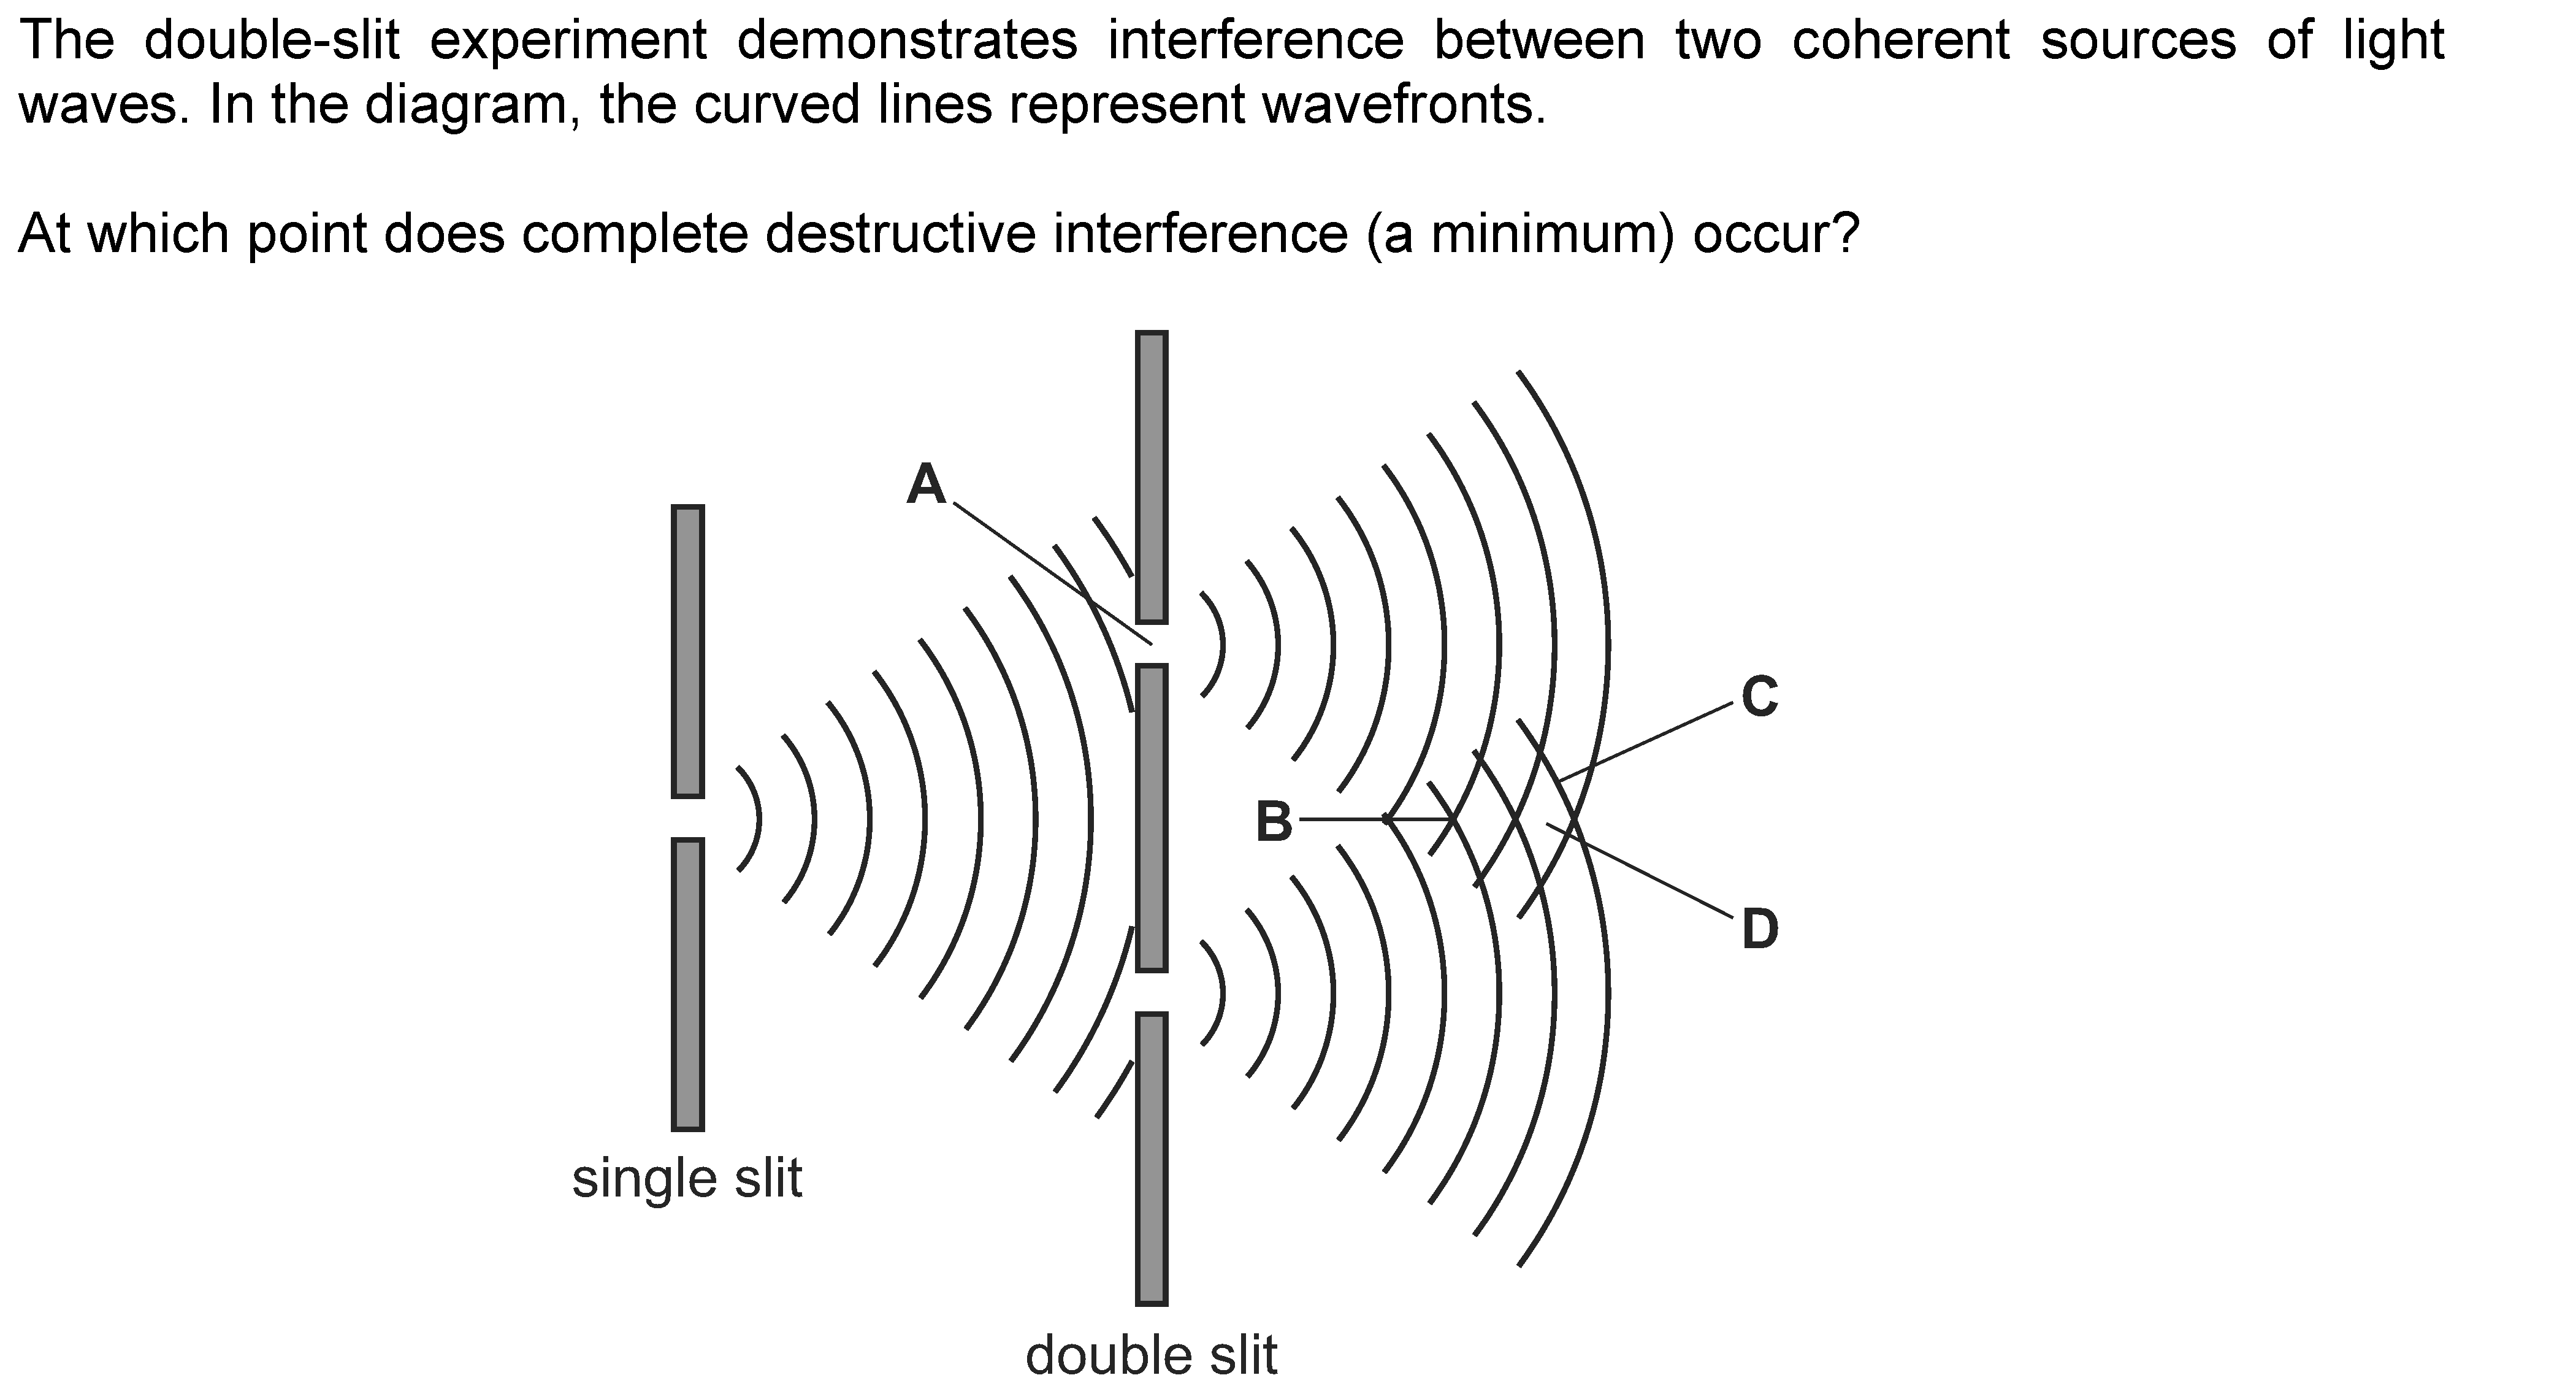 The double-slit experiment demonstrates interference between two coherent sources of light
waves. In the diagram, the curved lines represent wavefronts.
At which point does complete destructive interference (a minimum) occur?
A
C
B
D
single slit
double slit